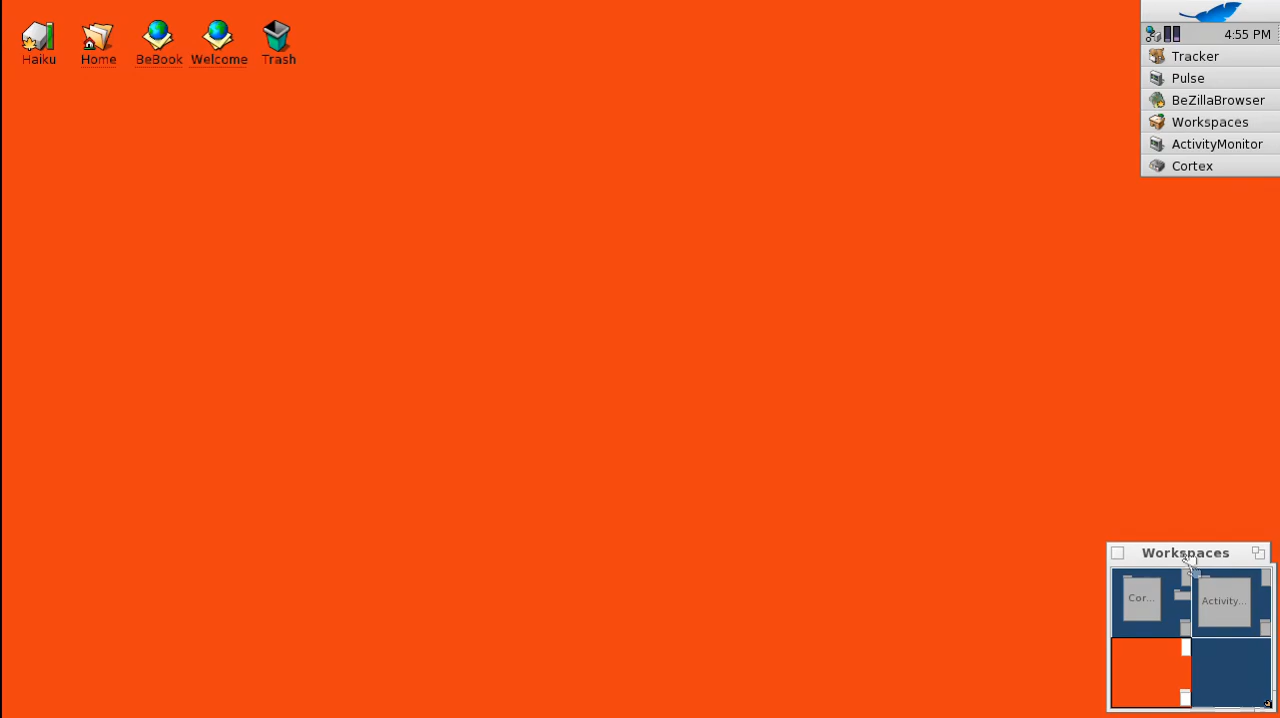 Haiku
Home
BeBook
Welcome
Trash
4:55 PM
Tracker
Pulse
BeZillaBrowser
Workspaces
ActivityMonitor
Cortex
Workspaces
Cor...
Activity...